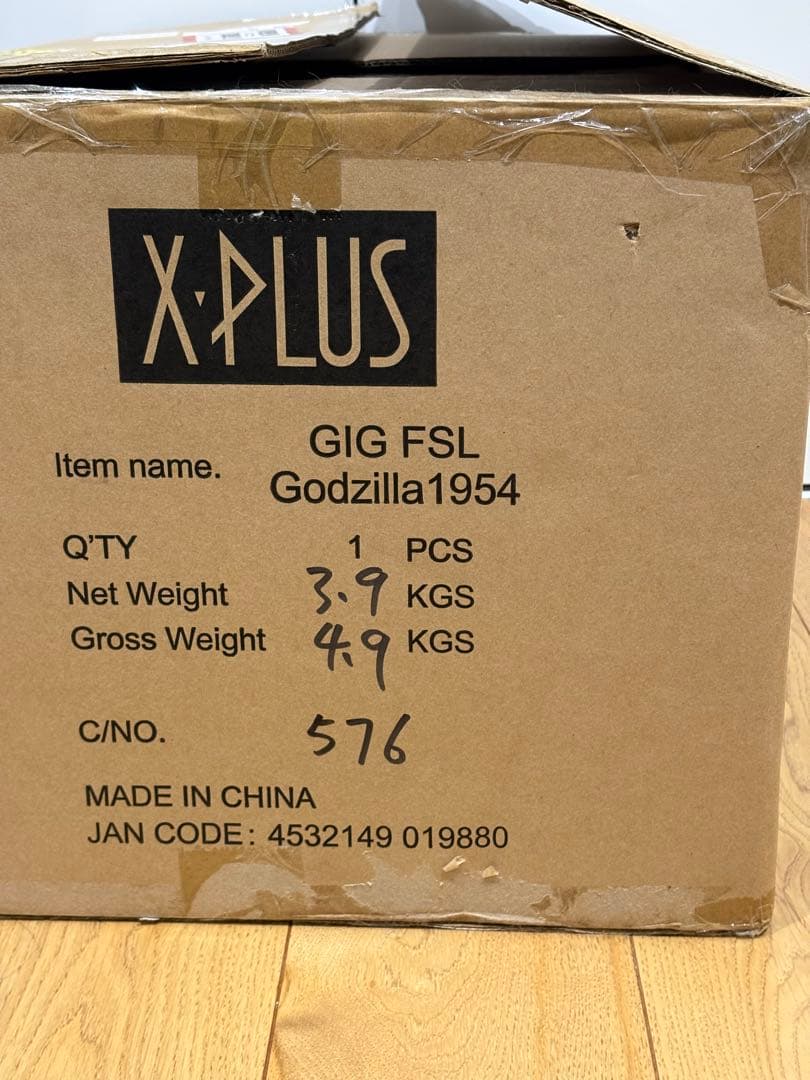 X·PLUS
Item name. GIG FSL
Godzilla1954
Q'TY 1 PCS
Net Weight 3.9 KGS
Gross Weight 4.9 KGS
C/NO. 576
MADE IN CHINA
JAN CODE: 4532149 019880